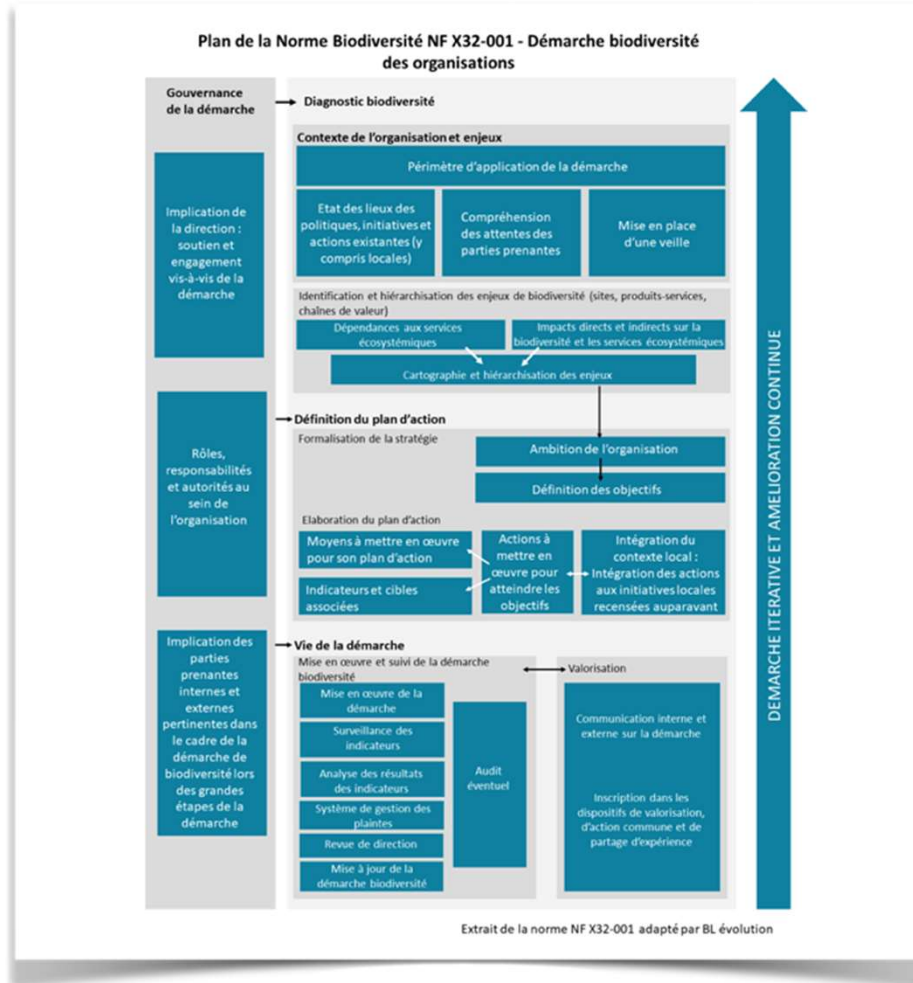 Plan de la Norme Biodiversité NF X32-001 - Démarche biodiversité
des organisations
Gouvernance
de la démarche
Implication de
la direction :
soutien et
engagement
vis-à-vis de la
démarche
Rôles,
responsabilités
et autorités au
sein de
l'organisation
Implication des
parties
prenantes
internes et
externes
pertinentes dans
le cadre de la
démarche de
biodiversité lors
des grandes
étapes de la
démarche
Diagnostic biodiversité
Contexte de l'organisation et enjeux
Périmètre d'application de la démarche
Etat des lieux des
politiques, initiatives et
actions existantes (y
compris locales)
Compréhension
des attentes des
parties prenantes
Mise en place
d'une veille
Identification et hiérarchisation des enjeux de biodiversité (sites, produits-services,
chaînes de valeur)
Dépendances aux services
écosystémiques
Impacts directs et indirects sur la
biodiversité et les services écosystémiques
Cartographie et hiérarchisation des enjeux
Définition du plan d'action
Formalisation de la stratégie
Ambition de l'organisation
Définition des objectifs
Elaboration du plan d'action
Moyens à mettre en œuvre
pour son plan d'action
Indicateurs et cibles
associées
Actions à
mettre en
œuvre pour
atteindre les
objectifs
Intégration du
contexte local :
Intégration des actions
aux initiatives locales
recensées auparavant
Vie de la démarche
Mise en œuvre et suivi de la démarche
biodiversité
Mise en œuvre de la
démarche
Surveillance des
indicateurs
Analyse des résultats
des indicateurs
Système de gestion des
plaintes
Revue de direction
Mise à jour de la
démarche biodiversité
Audit
éventuel
Valorisation
Communication interne et
externe sur la démarche
Inscription dans les
dispositifs de valorisation,
d'action commune et de
partage d'expérience
DEMARCHE ITERATIVE ET AMELIORATION CONTINUE
Extrait de la norme NF X32-001 adapté par BL évolution